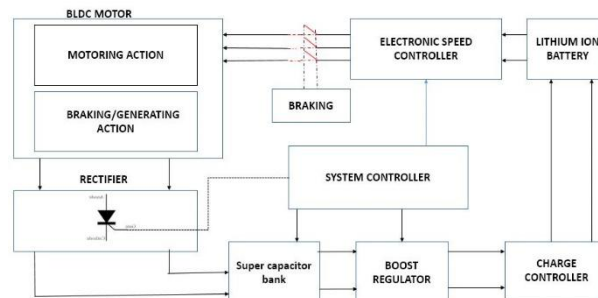 BLDC MOTOR
MOTORING ACTION
BRAKING/GENERATING
ACTION
ELECTRONIC SPEED
CONTROLLER
LITHIUM ION
BATTERY
BRAKING
RECTIFIER
SYSTEM CONTROLLER
Super capacitor
bank
BOOST
REGULATOR
CHARGE
CONTROLLER